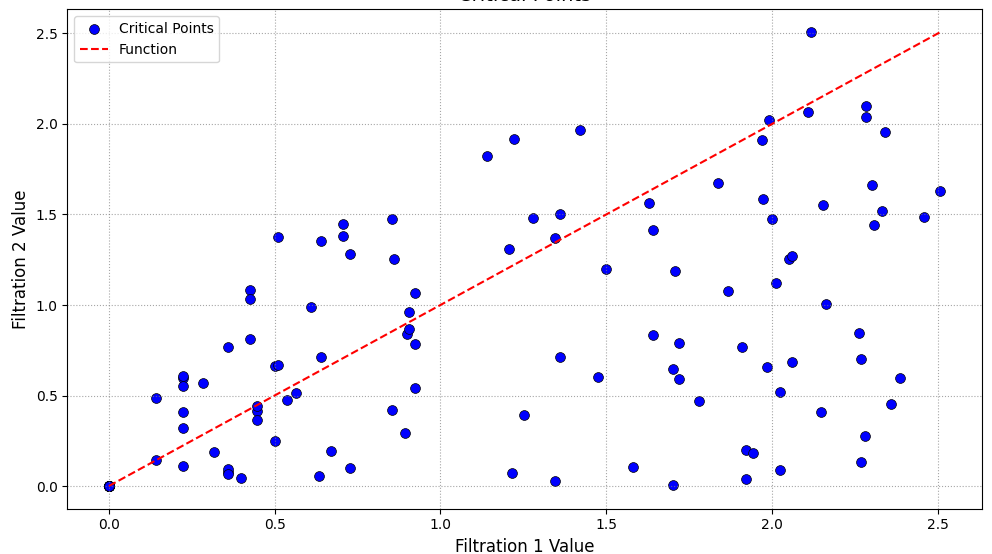 Critical Points
Critical Points
Function
Filtration 2 Value
2.5
2.0
1.5
1.0
0.5
0.0
0.0 0.5 1.0 1.5 2.0 2.5
Filtration 1 Value